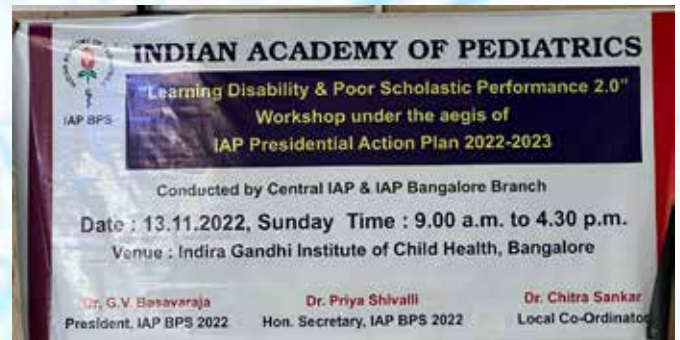 INDIAN ACADEMY OF PEDIATRICS
"Learning Disability & Poor Scholastic Performance 2.0"
Workshop under the aegis of
IAP Presidential Action Plan 2022-2023
IAP BPS
Conducted by Central IAP & IAP Bangalore Branch
Date : 13.11.2022, Sunday Time : 9.00 a.m. to 4.30 p.m.
Venue : Indira Gandhi Institute of Child Health, Bangalore
Dr. G.V. Basavaraja Dr. Priya Shivalli Dr. Chitra Sankar
President, IAP BPS 2022 Hon. Secretary, IAP BPS 2022 Local Co-Ordinator